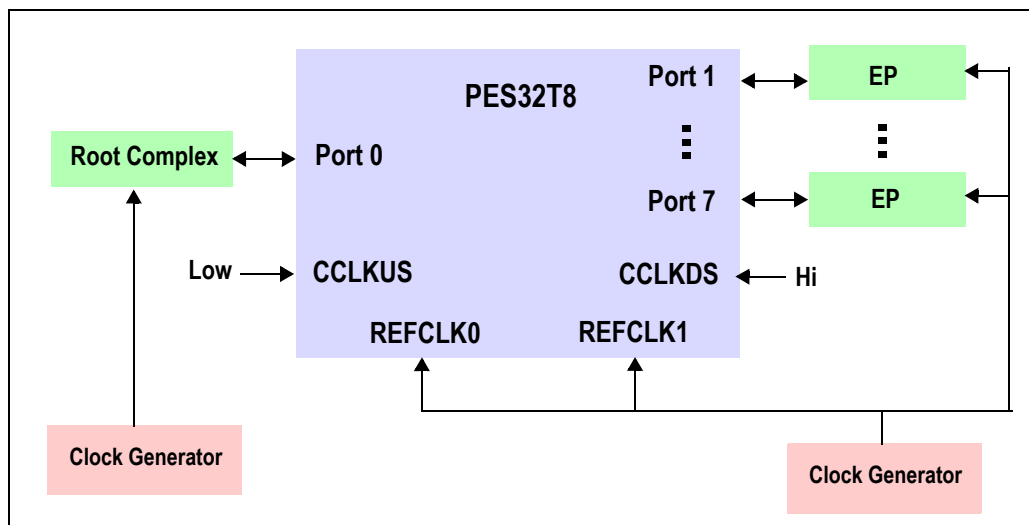 Port 1
EP
PES32T8
Root Complex
Port 0
Port 7
EP
Low
CCLKUS
CCLKDS
Hi
REFCLK0
REFCLK1
Clock Generator
Clock Generator